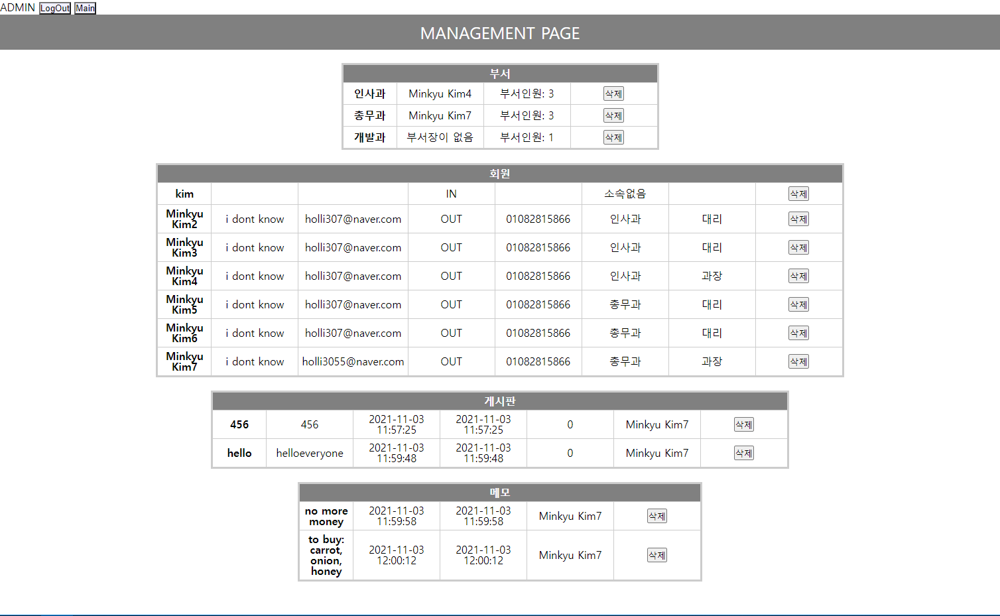 ADMIN LogOut Main
MANAGEMENT PAGE
부서
인사과 Minkyu Kim4 부서인원: 3 삭제
총무과 Minkyu Kim7 부서인원: 3 삭제
개발과 부서장이 없음 부서인원: 1 삭제
회원
kim IN 소속없음 삭제
Minkyu Kim2 i dont know holli307@naver.com OUT 01082815866 인사과 대리 삭제
Minkyu Kim3 i dont know holli307@naver.com OUT 01082815866 인사과 대리 삭제
Minkyu Kim4 i dont know holli307@naver.com OUT 01082815866 인사과 과장 삭제
Minkyu Kim5 i dont know holli307@naver.com OUT 01082815866 총무과 대리 삭제
Minkyu Kim6 i dont know holli307@naver.com OUT 01082815866 총무과 대리 삭제
Minkyu Kim7 i dont know holli3055@naver.com OUT 01082815866 총무과 과장 삭제
게시판
456 456 2021-11-03 11:57:25 2021-11-03 11:57:25 0 Minkyu Kim7 삭제
hello helloeveryone 2021-11-03 11:59:48 2021-11-03 11:59:48 0 Minkyu Kim7 삭제
메모
no more money 2021-11-03 11:59:58 2021-11-03 11:59:58 Minkyu Kim7 삭제
to buy: carrot, onion, honey 2021-11-03 12:00:12 2021-11-03 12:00:12 Minkyu Kim7 삭제